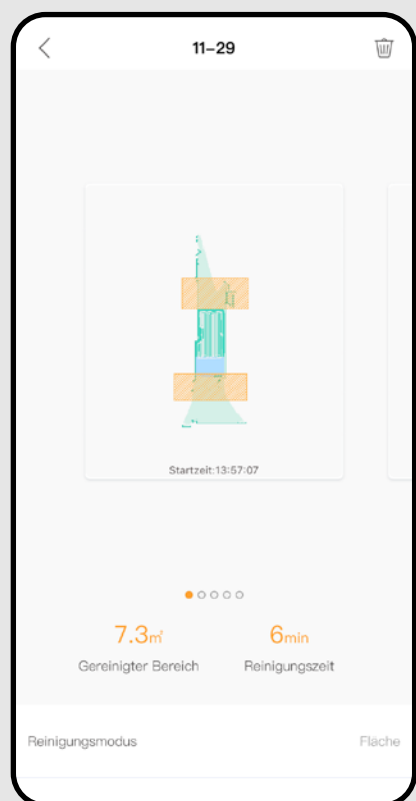 11–29
Startzeit:13:57:07
7.3㎡ 6min
Gereinigter Bereich Reinigungszeit
Reinigungsmodus Fläche